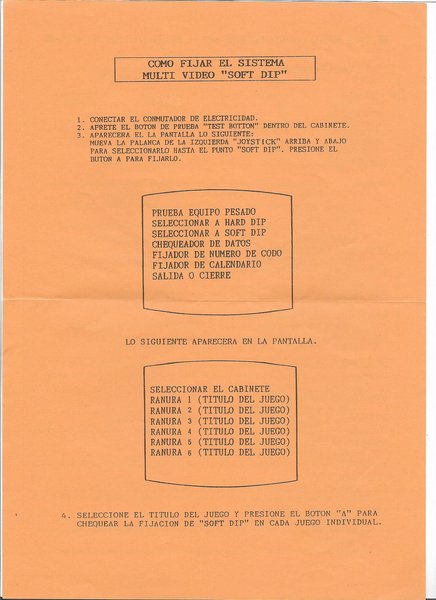 COMO FIJAR EL SISTEMA
MULTI VIDEO "SOFT DIP"
1. CONECTAR EL CONMUTADOR DE ELECTRICIDAD.
2. APRETE EL BOTON DE PRUEBA "TEST BOTTON" DENTRO DEL CABINETE.
3. APARECERA EL LA PANTALLA LO SIGUIENTE:
MUEVA LA PALANCA DE LA IZQUIERDA "JOYSTICK" ARRIBA Y ABAJO
PARA SELECCIONARLO HASTA EL PUNTO "SOFT DIP". PRESIONE EL
BUTON A PARA FIJARLO.
PRUEBA EQUIPO PESADO
SELECCIONAR A HARD DIP
SELECCIONAR A SOFT DIP
CHEQUEADOR DE DATOS
FIJADOR DE NUMERO DE CODO
FIJADOR DE CALENDARIO
SALIDA O CIERRE
LO SIGUIENTE APARECERA EN LA PANTALLA.
SELECCIONAR EL CABINETE
RANURA 1 (TITULO DEL JUEGO)
RANURA 2 (TITULO DEL JUEGO)
RANURA 3 (TITULO DEL JUEGO)
RANURA 4 (TITULO DEL JUEGO)
RANURA 5 (TITULO DEL JUEGO)
RANURA 6 (TITULO DEL JUEGO)
4. SELECCIONE EL TITULO DEL JUEGO Y PRESIONE EL BOTON "A" PARA
CHEQUEAR LA FIJACION DE "SOFT DIP" EN CADA JUEGO INDIVIDUAL.